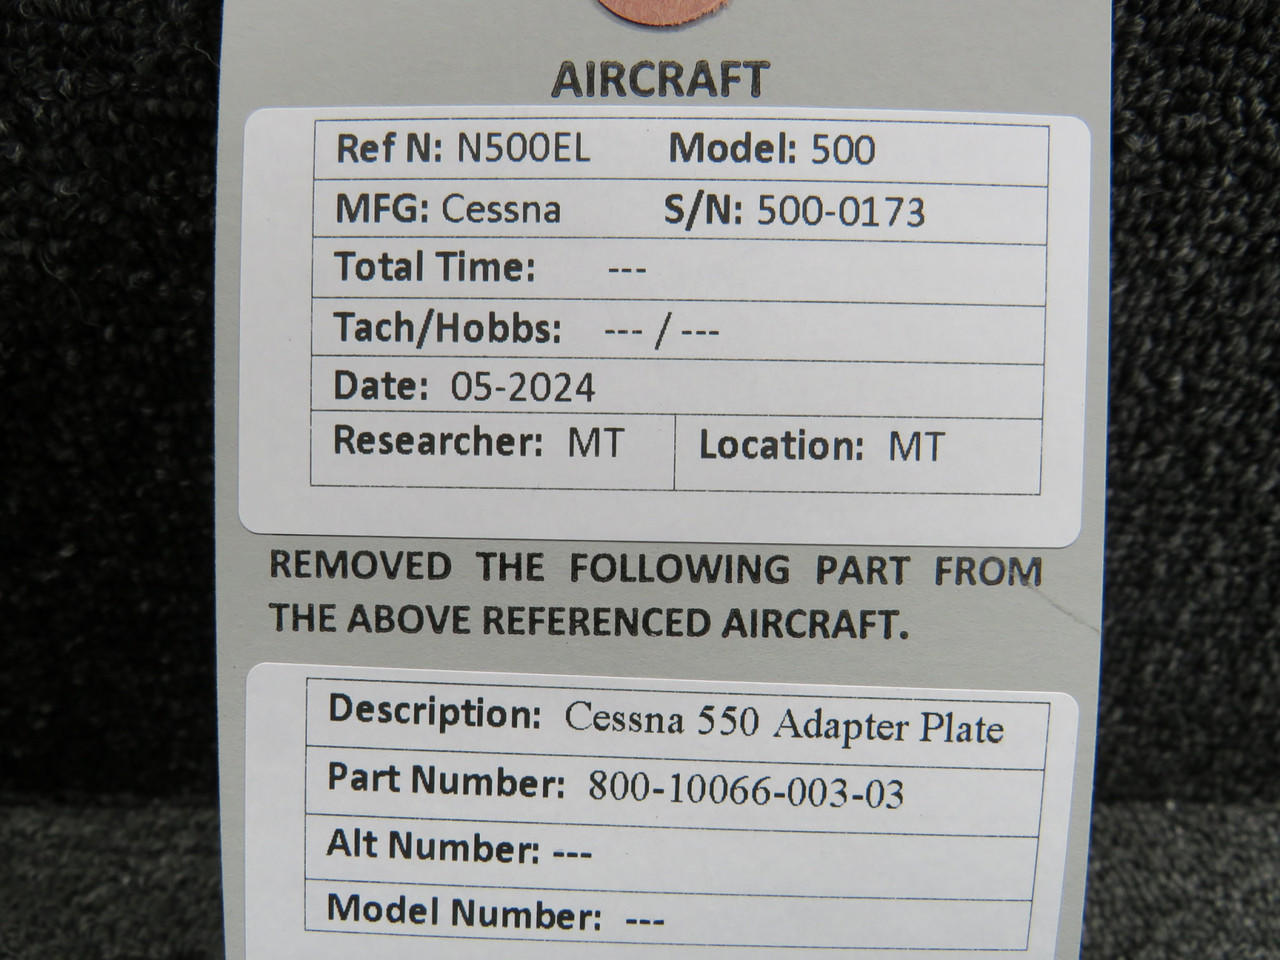 AIRCRAFT
Ref N: N500EL Model: 500
MFG: Cessna S/N: 500-0173
Total Time: ---
Tach/Hobbs: --- / ---
Date: 05-2024
Researcher: MT Location: MT
REMOVED THE FOLLOWING PART FROM
THE ABOVE REFERENCED AIRCRAFT.
Description: Cessna 550 Adapter Plate
Part Number: 800-10066-003-03
Alt Number: ---
Model Number: ---